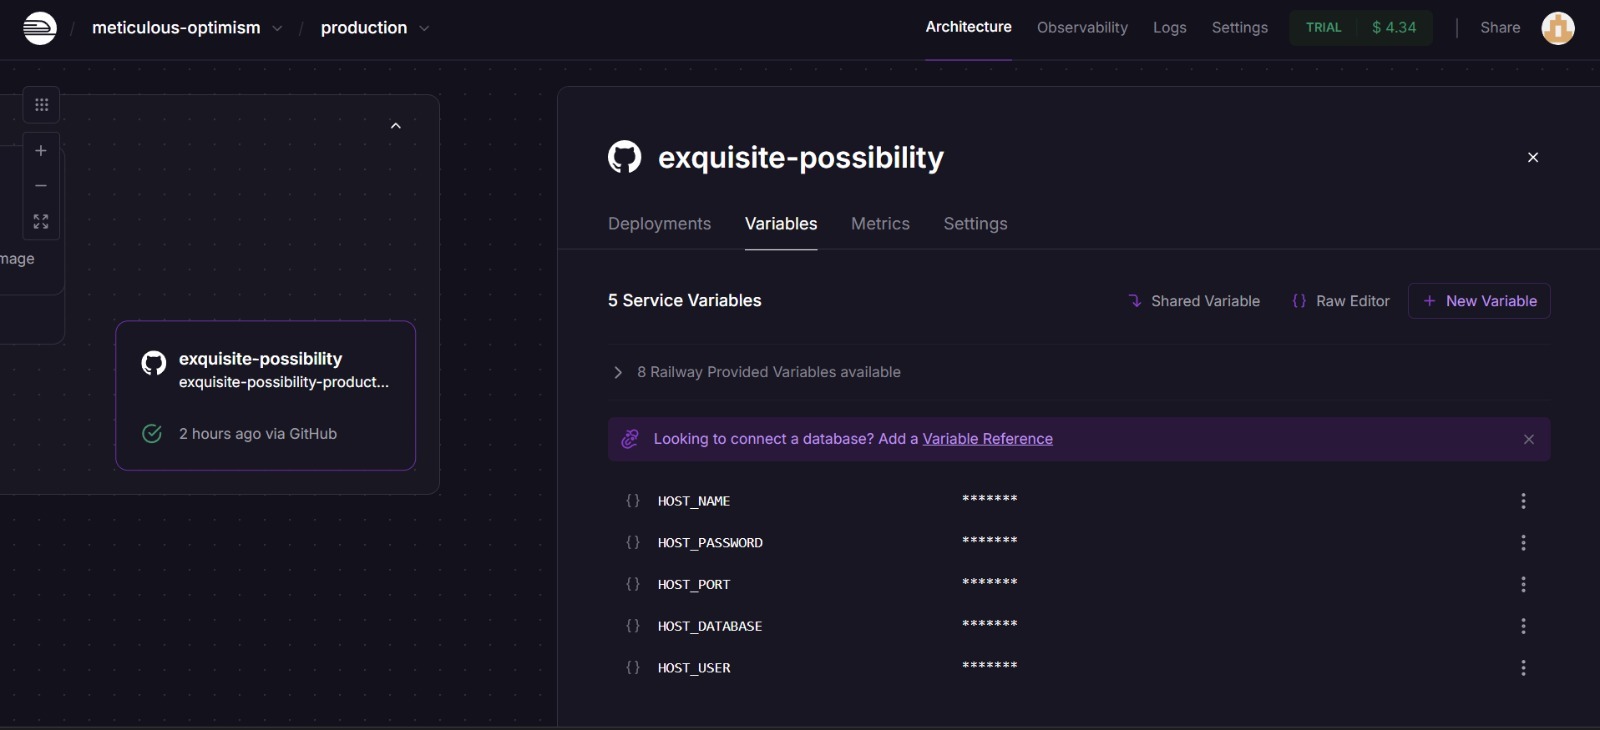 meticulous-optimism
production
Architecture
Observability
Logs
Settings
TRIAL $ 4.34
Share
mage
exquisite-possibility
exquisite-possibility-product...
2 hours ago via GitHub
exquisite-possibility
Deployments
Variables
Metrics
Settings
5 Service Variables
Shared Variable
{ } Raw Editor
+ New Variable
8 Railway Provided Variables available
Looking to connect a database? Add a Variable Reference
{ } HOST_NAME *******
{ } HOST_PASSWORD *******
{ } HOST_PORT *******
{ } HOST_DATABASE *******
{ } HOST_USER *******